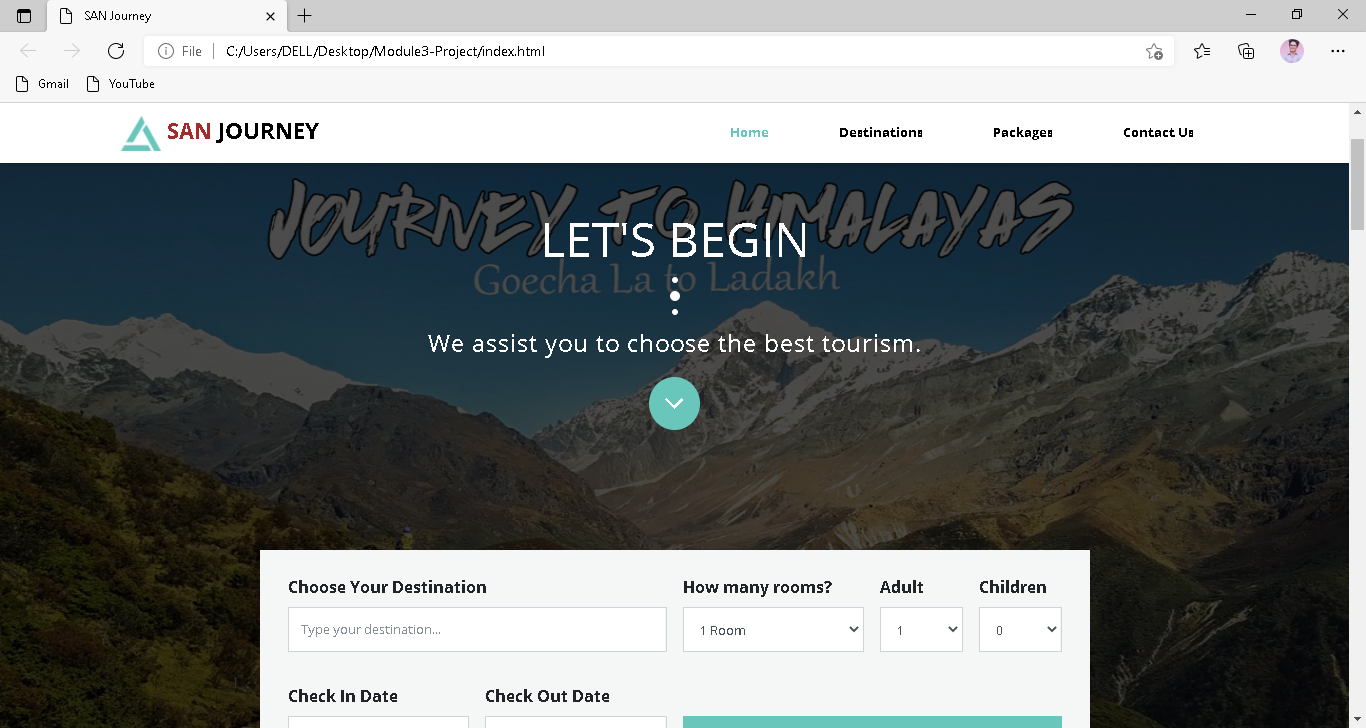 SAN Journey
File
C:/Users/DELL/Desktop/Module3-Project/index.html
Gmail YouTube
SAN JOURNEY
Home Destinations Packages Contact Us
JOURNEY TO HIMALAYAS
LET'S BEGIN
Goecha La to Ladakh
We assist you to choose the best tourism.
Choose Your Destination How many rooms? Adult Children
Type your destination... 1 Room 1 0
Check In Date Check Out Date